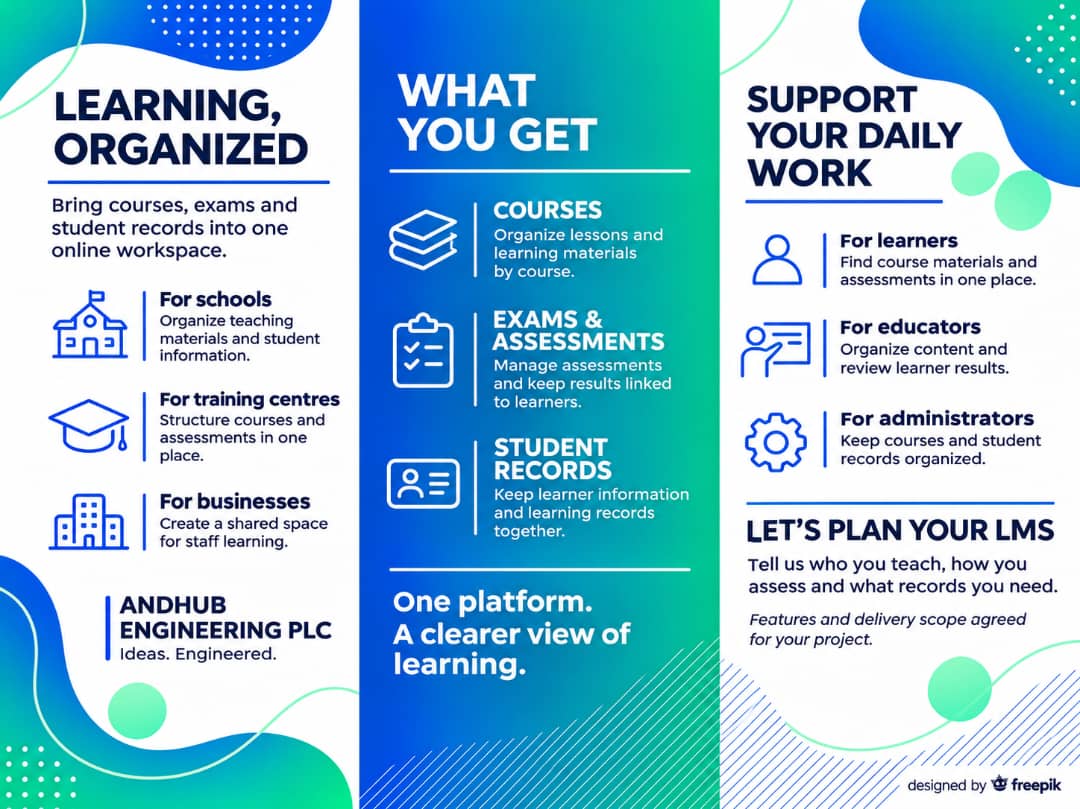 LEARNING,
ORGANIZED
Bring courses, exams and
student records into one
online workspace.
For schools
Organize teaching
materials and student
information.
For training centres
Structure courses and
assessments in one
place.
For businesses
Create a shared space
for staff learning.
ANDHUB
ENGINEERING PLC
Ideas. Engineered.
WHAT
YOU GET
COURSES
Organize lessons and
learning materials
by course.
EXAMS &
ASSESSMENTS
Manage assessments
and keep results linked
to learners.
STUDENT
RECORDS
Keep learner information
and learning records
together.
One platform.
A clearer view of
learning.
SUPPORT
YOUR DAILY
WORK
For learners
Find course materials and
assessments in one place.
For educators
Organize content and
review learner results.
For administrators
Keep courses and student
records organized.
LET'S PLAN YOUR LMS
Tell us who you teach, how you
assess and what records you need.
Features and delivery scope agreed
for your project.
designed by freepik